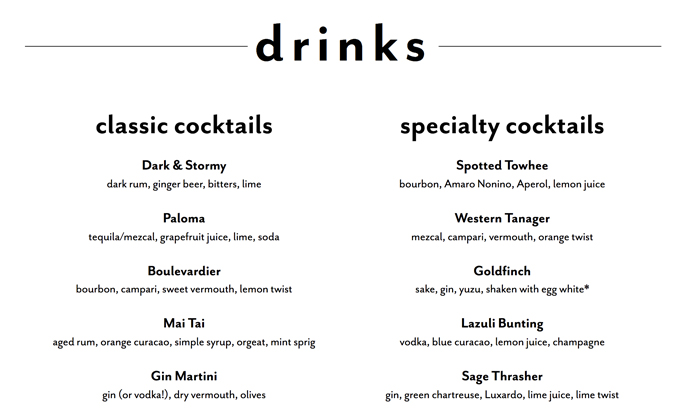 drinks
classic cocktails
Dark & Stormy
dark rum, ginger beer, bitters, lime
Paloma
tequila/mezcal, grapefruit juice, lime, soda
Boulevardier
bourbon, campari, sweet vermouth, lemon twist
Mai Tai
aged rum, orange curacao, simple syrup, orgeat, mint sprig
Gin Martini
gin (or vodka!), dry vermouth, olives
specialty cocktails
Spotted Towhee
bourbon, Amaro Nonino, Aperol, lemon juice
Western Tanager
mezcal, campari, vermouth, orange twist
Goldfinch
sake, gin, yuzu, shaken with egg white*
Lazuli Bunting
vodka, blue curacao, lemon juice, champagne
Sage Thrasher
gin, green chartreuse, Luxardo, lime juice, lime twist